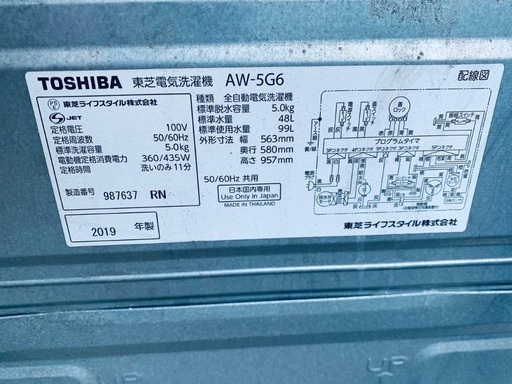 TOSHIBA 東芝電気洗濯機 AW-5G6
配線図
東芝ライフスタイル株式会社
S JET
定格電圧 100V
定格周波数 50/60Hz
標準洗濯容量 5.0kg
電動機定格消費電力 360/435W
定格時間 洗いのみ 11分
製造番号 987637 RN
2019 年製
種類 全自動電気洗濯機
標準脱水容量 5.0kg
標準水量 48L
標準使用水量 99L
外形寸法 幅 563mm
奥行 580mm
高さ 957mm
50/60Hz 共用
日本国内専用
Use Only in Japan
MADE IN THAILAND
プログラムタイマ
東芝ライフスタイル株式会社
UP